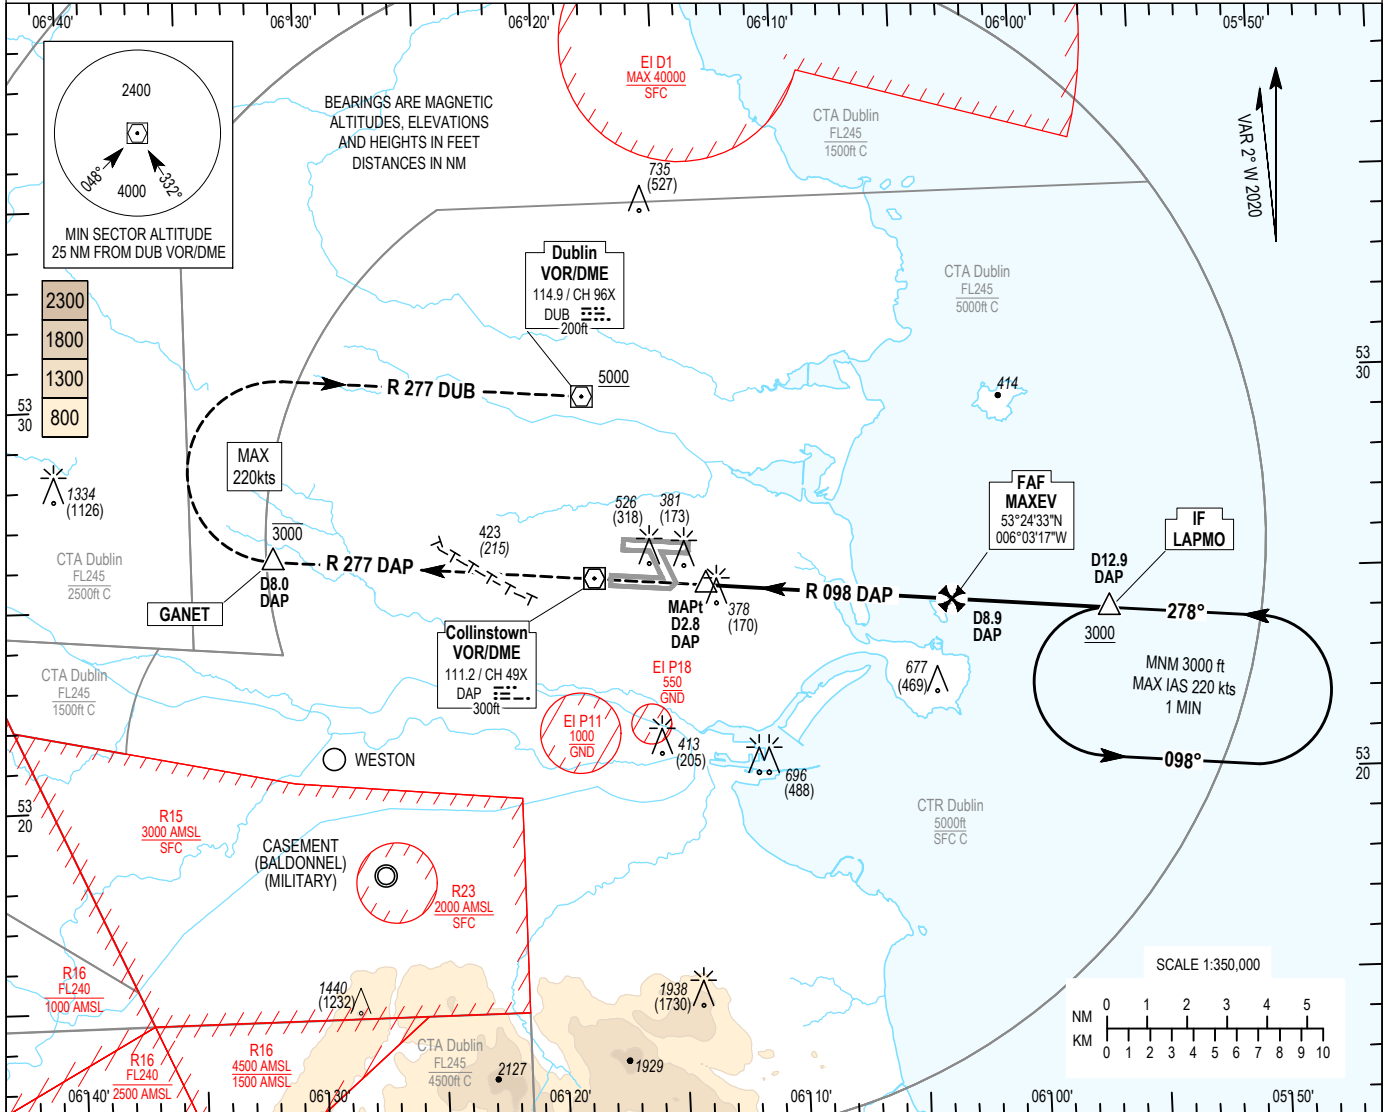 06°40'
06°30'
06°20'
06°10'
06°00'
05°50'
2400
048°
332°
4000
MIN SECTOR ALTITUDE
25 NM FROM DUB VOR/DME
BEARINGS ARE MAGNETIC
ALTITUDES, ELEVATIONS
AND HEIGHTS IN FEET
DISTANCES IN NM
EI D1
MAX 40000
SFC
CTA Dublin
FL245
1500ft C
VAR 2° W 2020
735
(527)
CTA Dublin
FL245
5000ft C
2300
1800
1300
800
Dublin
VOR/DME
114.9 / CH 96X
DUB
200ft
5000
R 277 DUB
414
53
30
53
30
MAX
220kts
1334
(1126)
3000
423
(215)
526
(318)
381
(173)
FAF
MAXEV
53°24'33"N
006°03'17"W
IF
LAPMO
CTA Dublin
FL245
2500ft C
R 277 DAP
D8.0
DAP
GANET
R 098 DAP
MAPt
D2.8
DAP
378
(170)
D8.9
DAP
D12.9
DAP
3000
278°
MNM 3000 ft
MAX IAS 220 kts
1 MIN
098°
Collinstown
VOR/DME
111.2 / CH 49X
DAP
300ft
EI P18
550
GND
677
(469)
CTA Dublin
FL245
1500ft C
EI P11
1000
GND
413
(205)
696
(488)
WESTON
53
20
53
20
R15
3000 AMSL
SFC
CTR Dublin
5000ft
SFC C
CASEMENT
(BALDONNEL)
(MILITARY)
R23
2000 AMSL
SFC
R16
FL240
1000 AMSL
1440
(1232)
1938
(1730)
SCALE 1:350,000
NM
0 1 2 3 4 5
KM
0 1 2 3 4 5 6 7 8 9 10
R16
FL240
2500 AMSL
R16
4500 AMSL
1500 AMSL
CTA Dublin
FL245
4500ft C
2127
1929
06°40'
06°30'
06°20'
06°10'
06°00'
05°50'